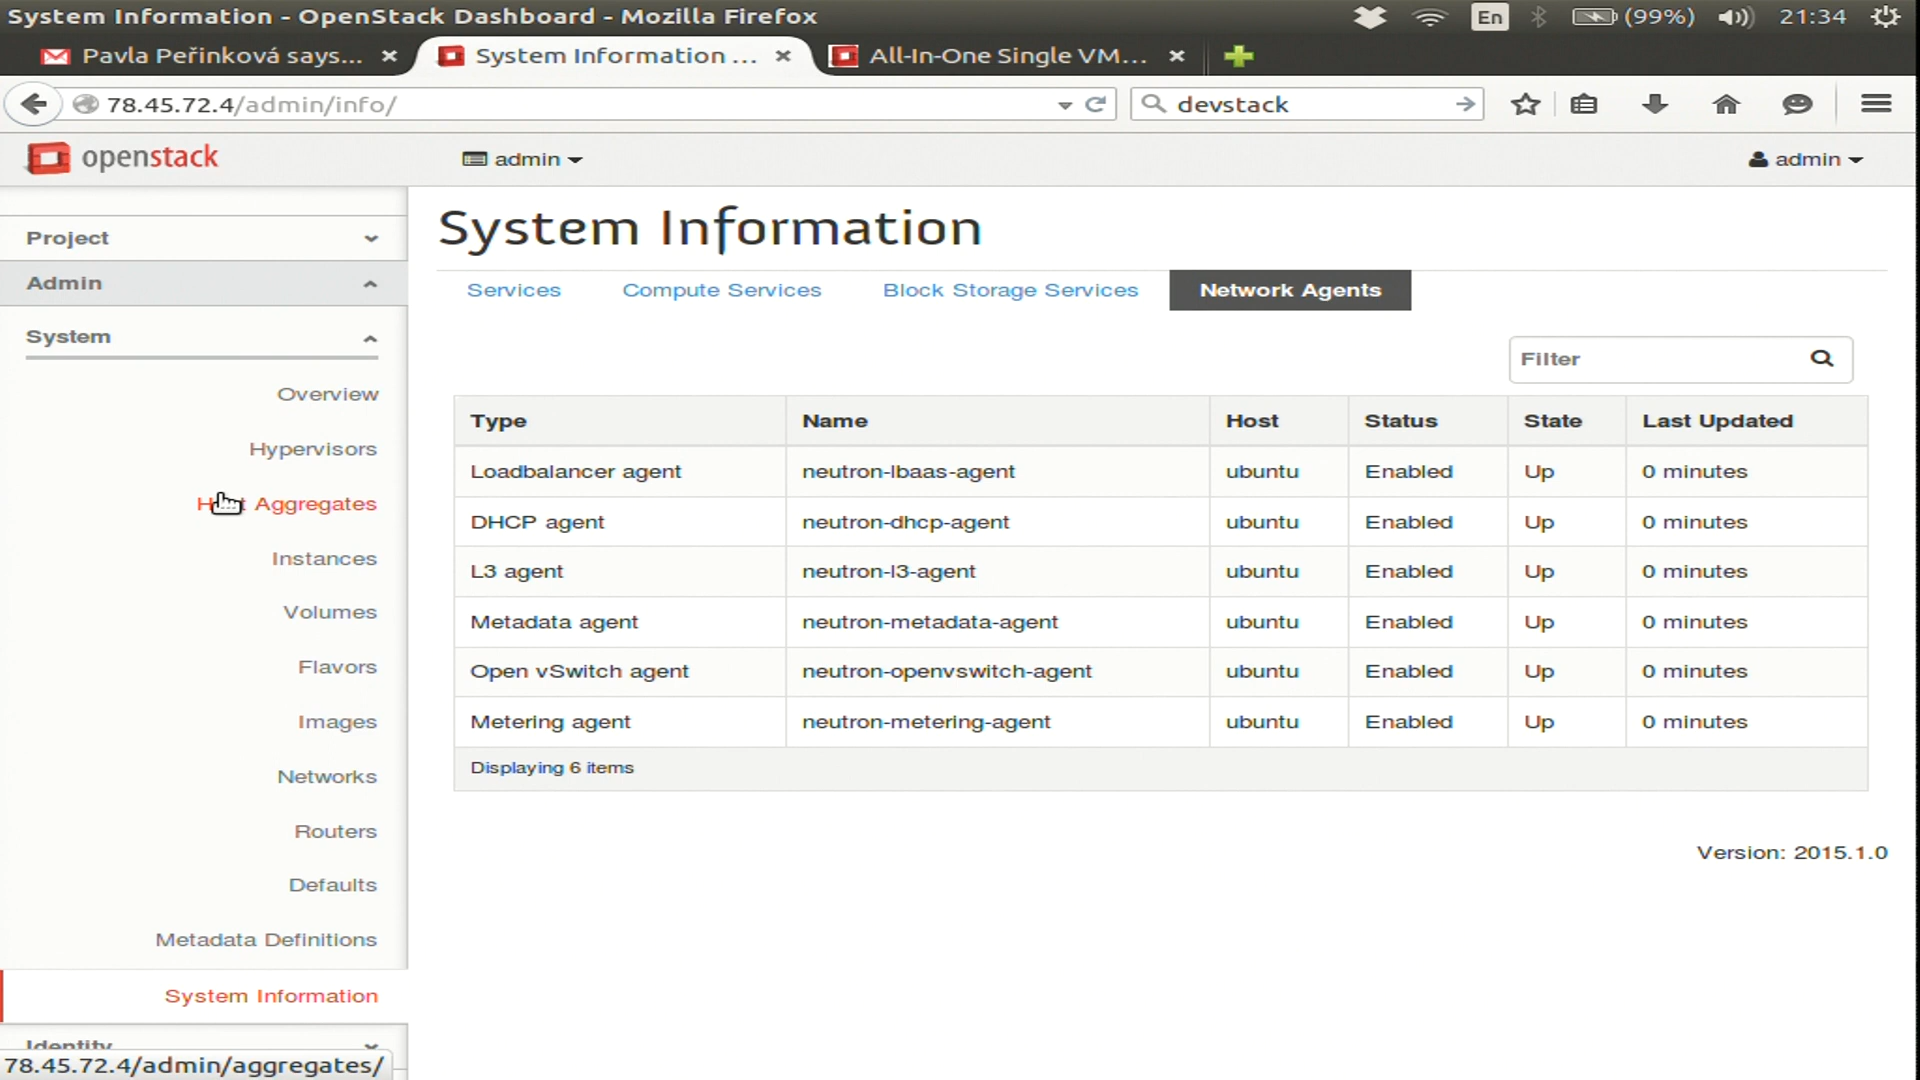 System Information - OpenStack Dashboard - Mozilla Firefox
En
(99%)
21:34
Pavla Peřinková says...
System Information ...
All-In-One Single VM...
78.45.72.4/admin/info/
devstack
openstack
admin
admin
Project
Admin
System
Overview
Hypervisors
Aggregates
Instances
Volumes
Flavors
Images
Networks
Routers
Defaults
Metadata Definitions
System Information
Identity
78.45.72.4/admin/aggregates/
System Information
Services Compute Services Block Storage Services Network Agents
Filter
Type Name Host Status State Last Updated
Loadbalancer agent neutron-lbaas-agent ubuntu Enabled Up 0 minutes
DHCP agent neutron-dhcp-agent ubuntu Enabled Up 0 minutes
L3 agent neutron-l3-agent ubuntu Enabled Up 0 minutes
Metadata agent neutron-metadata-agent ubuntu Enabled Up 0 minutes
Open vSwitch agent neutron-openvswitch-agent ubuntu Enabled Up 0 minutes
Metering agent neutron-metering-agent ubuntu Enabled Up 0 minutes
Displaying 6 items
Version: 2015.1.0